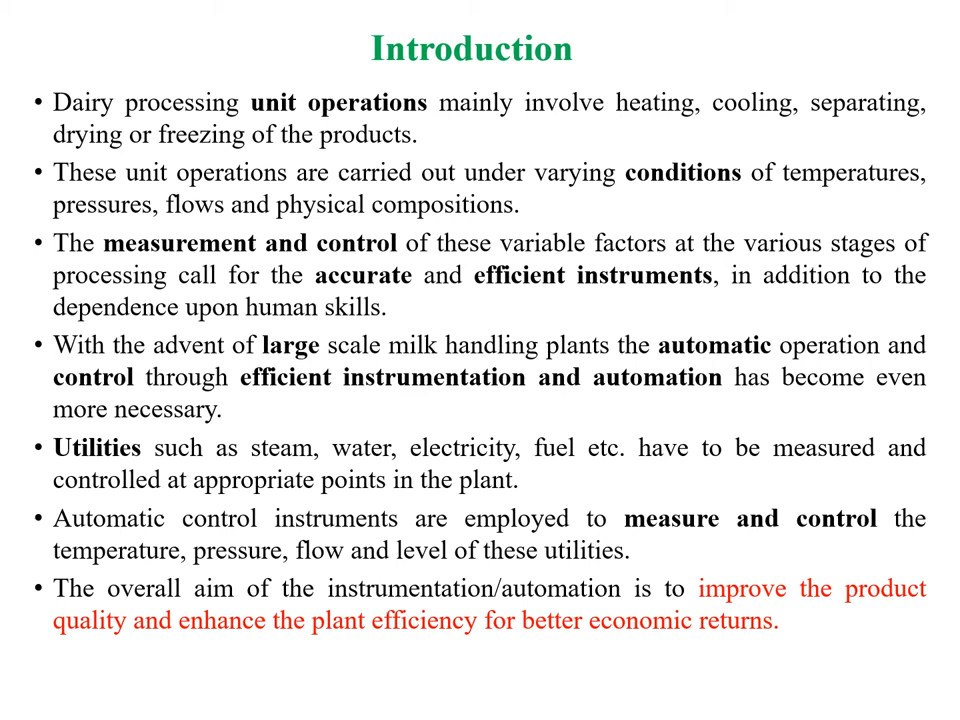 Introduction
• Dairy processing unit operations mainly involve heating, cooling, separating,
drying or freezing of the products.
• These unit operations are carried out under varying conditions of temperatures,
pressures, flows and physical compositions.
• The measurement and control of these variable factors at the various stages of
processing call for the accurate and efficient instruments, in addition to the
dependence upon human skills.
• With the advent of large scale milk handling plants the automatic operation and
control through efficient instrumentation and automation has become even
more necessary.
• Utilities such as steam, water, electricity, fuel etc. have to be measured and
controlled at appropriate points in the plant.
• Automatic control instruments are employed to measure and control the
temperature, pressure, flow and level of these utilities.
• The overall aim of the instrumentation/automation is to improve the product
quality and enhance the plant efficiency for better economic returns.